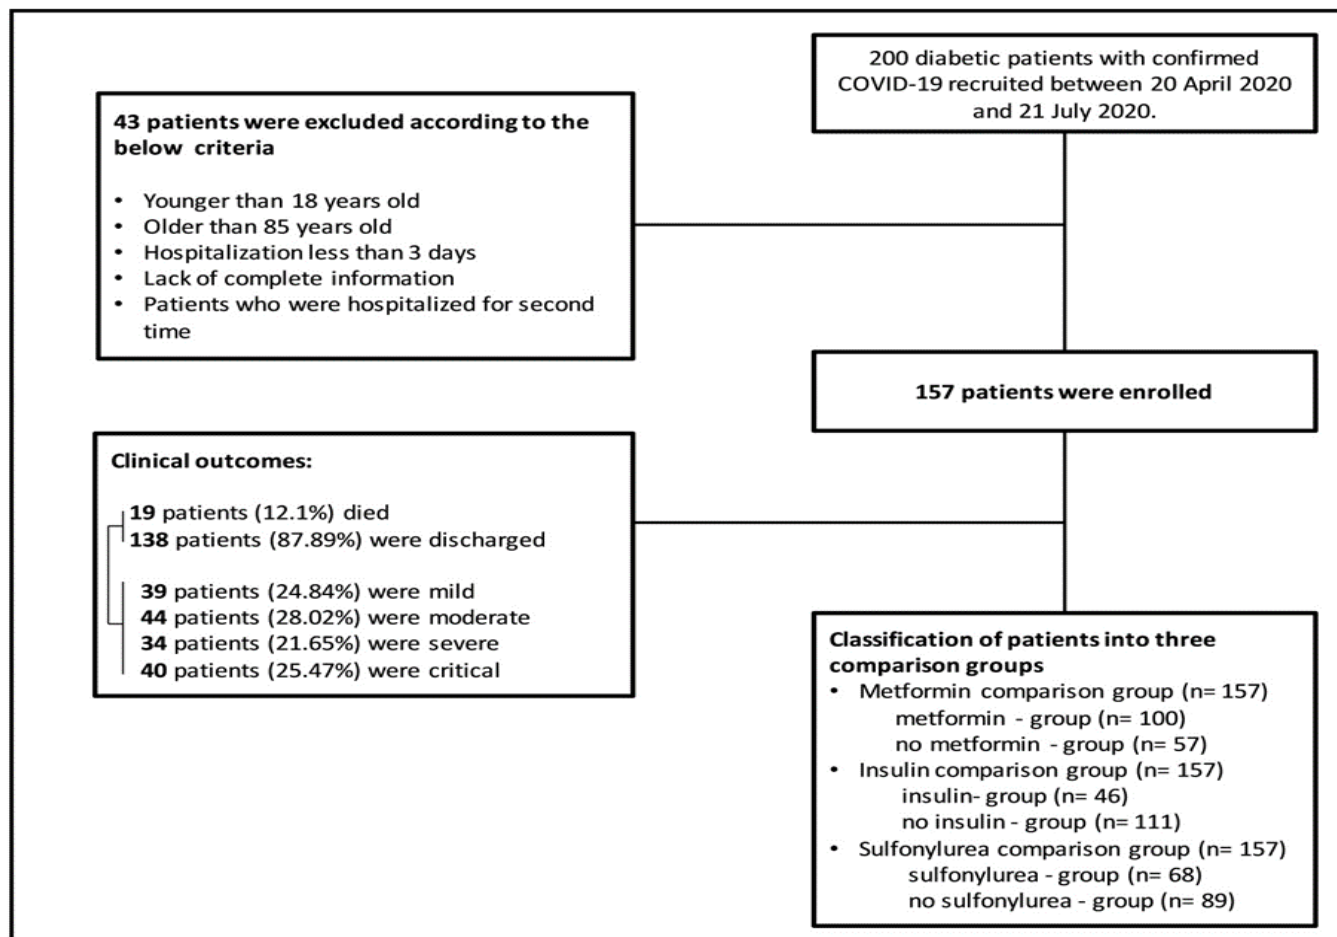 200 diabetic patients with confirmed
COVID-19 recruited between 20 April 2020
and 21 July 2020.
43 patients were excluded according to the
below criteria
• Younger than 18 years old
• Older than 85 years old
• Hospitalization less than 3 days
• Lack of complete information
• Patients who were hospitalized for second
time
157 patients were enrolled
Clinical outcomes:
19 patients (12.1%) died
138 patients (87.89%) were discharged
39 patients (24.84%) were mild
44 patients (28.02%) were moderate
34 patients (21.65%) were severe
40 patients (25.47%) were critical
Classification of patients into three
comparison groups
• Metformin comparison group (n= 157)
metformin - group (n= 100)
no metformin - group (n= 57)
• Insulin comparison group (n= 157)
insulin- group (n= 46)
no insulin - group (n= 111)
• Sulfonylurea comparison group (n= 157)
sulfonylurea - group (n= 68)
no sulfonylurea - group (n= 89)